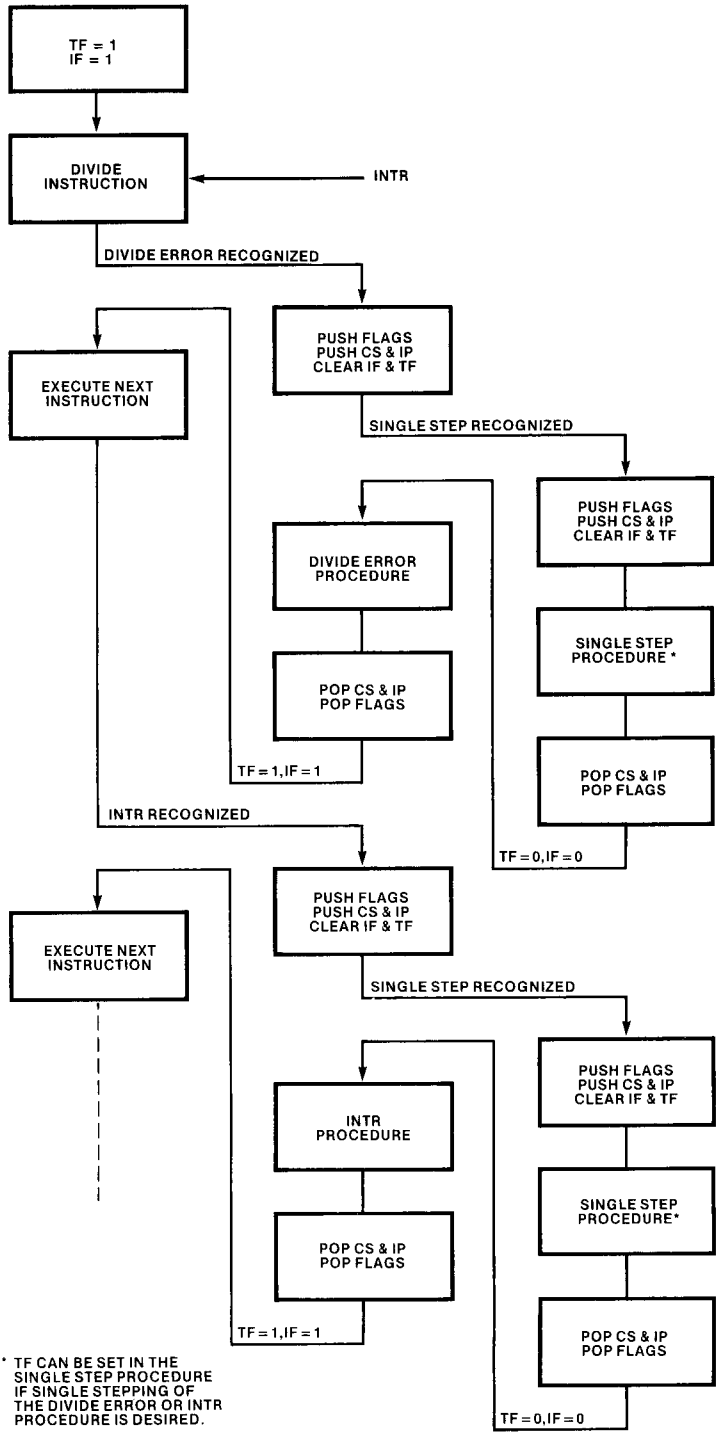 TF = 1
IF = 1
DIVIDE
INSTRUCTION
INTR
DIVIDE ERROR RECOGNIZED
PUSH FLAGS
PUSH CS & IP
CLEAR IF & TF
EXECUTE NEXT
INSTRUCTION
SINGLE STEP RECOGNIZED
PUSH FLAGS
PUSH CS & IP
CLEAR IF & TF
DIVIDE ERROR
PROCEDURE
SINGLE STEP
PROCEDURE *
POP CS & IP
POP FLAGS
TF = 1, IF = 1
POP CS & IP
POP FLAGS
INTR RECOGNIZED
TF = 0, IF = 0
PUSH FLAGS
PUSH CS & IP
CLEAR IF & TF
EXECUTE NEXT
INSTRUCTION
SINGLE STEP RECOGNIZED
PUSH FLAGS
PUSH CS & IP
CLEAR IF & TF
INTR
PROCEDURE
SINGLE STEP
PROCEDURE*
POP CS & IP
POP FLAGS
TF = 1, IF = 1
POP CS & IP
POP FLAGS
TF = 0, IF = 0
* TF CAN BE SET IN THE
SINGLE STEP PROCEDURE
IF SINGLE STEPPING OF
THE DIVIDE ERROR OR INTR
PROCEDURE IS DESIRED.